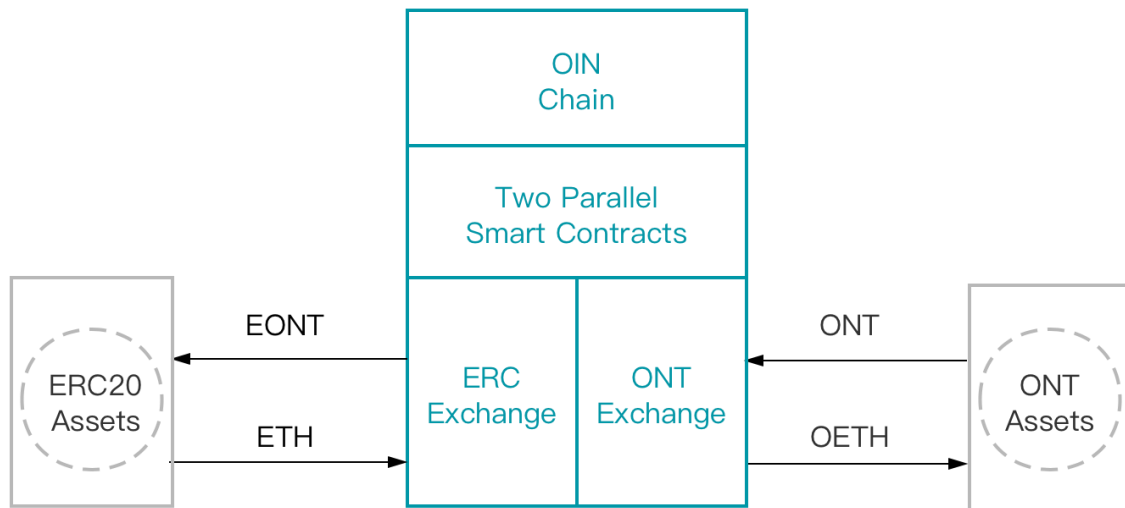 OIN
Chain
Two Parallel
Smart Contracts
EONT
ONT
ERC20
Assets
ERC
Exchange
ONT
Exchange
ONT
Assets
ETH
OETH